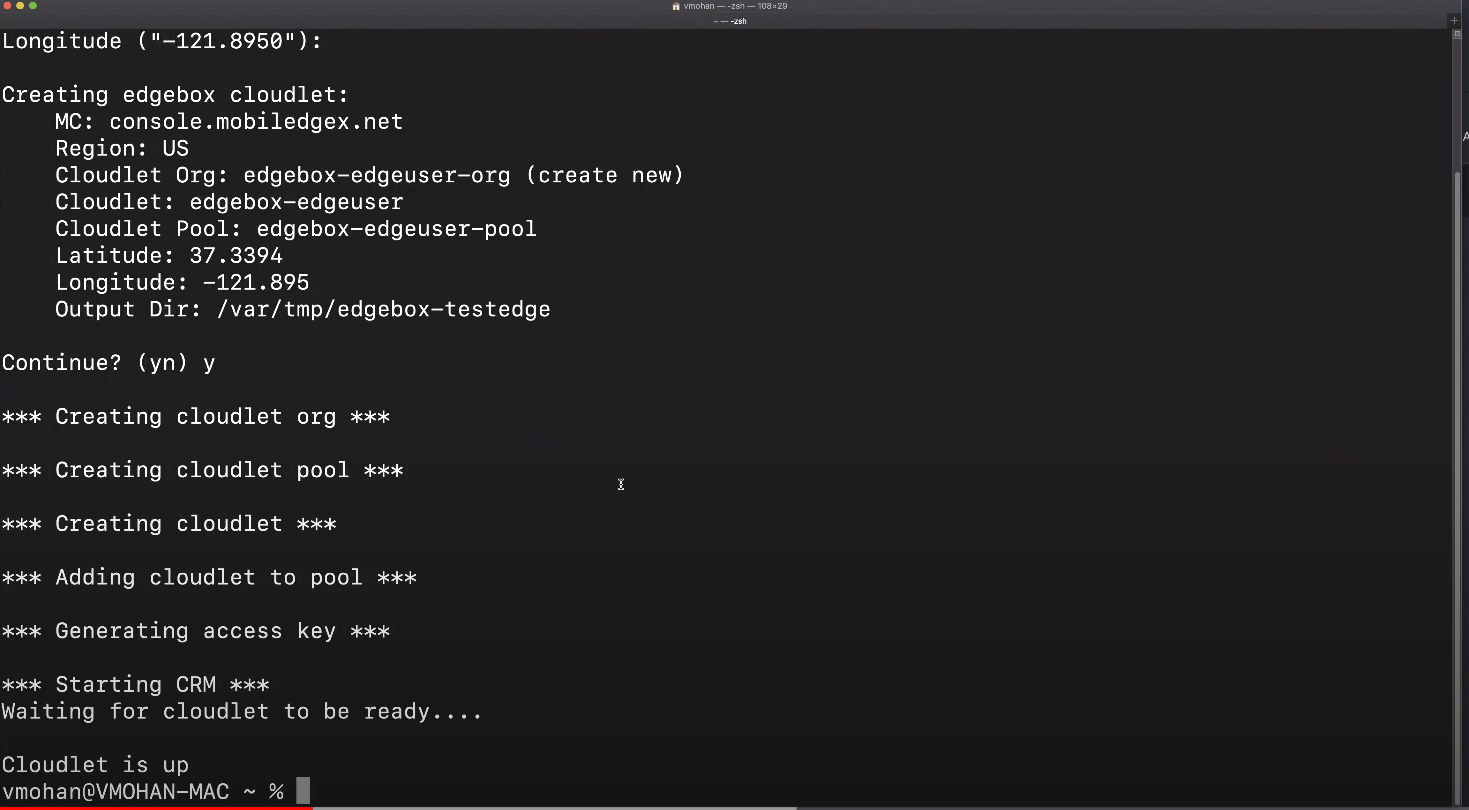 vmohan — -zsh — 108×29
~ — -zsh
Longitude ("-121.8950"):
Creating edgebox cloudlet:
MC: console.mobiledgex.net
Region: US
Cloudlet Org: edgebox-edgeuser-org (create new)
Cloudlet: edgebox-edgeuser
Cloudlet Pool: edgebox-edgeuser-pool
Latitude: 37.3394
Longitude: -121.895
Output Dir: /var/tmp/edgebox-testedge
Continue? (yn) y
*** Creating cloudlet org ***
*** Creating cloudlet pool ***
*** Creating cloudlet ***
*** Adding cloudlet to pool ***
*** Generating access key ***
*** Starting CRM ***
Waiting for cloudlet to be ready....
Cloudlet is up
vmohan@VMOHAN-MAC ~ %